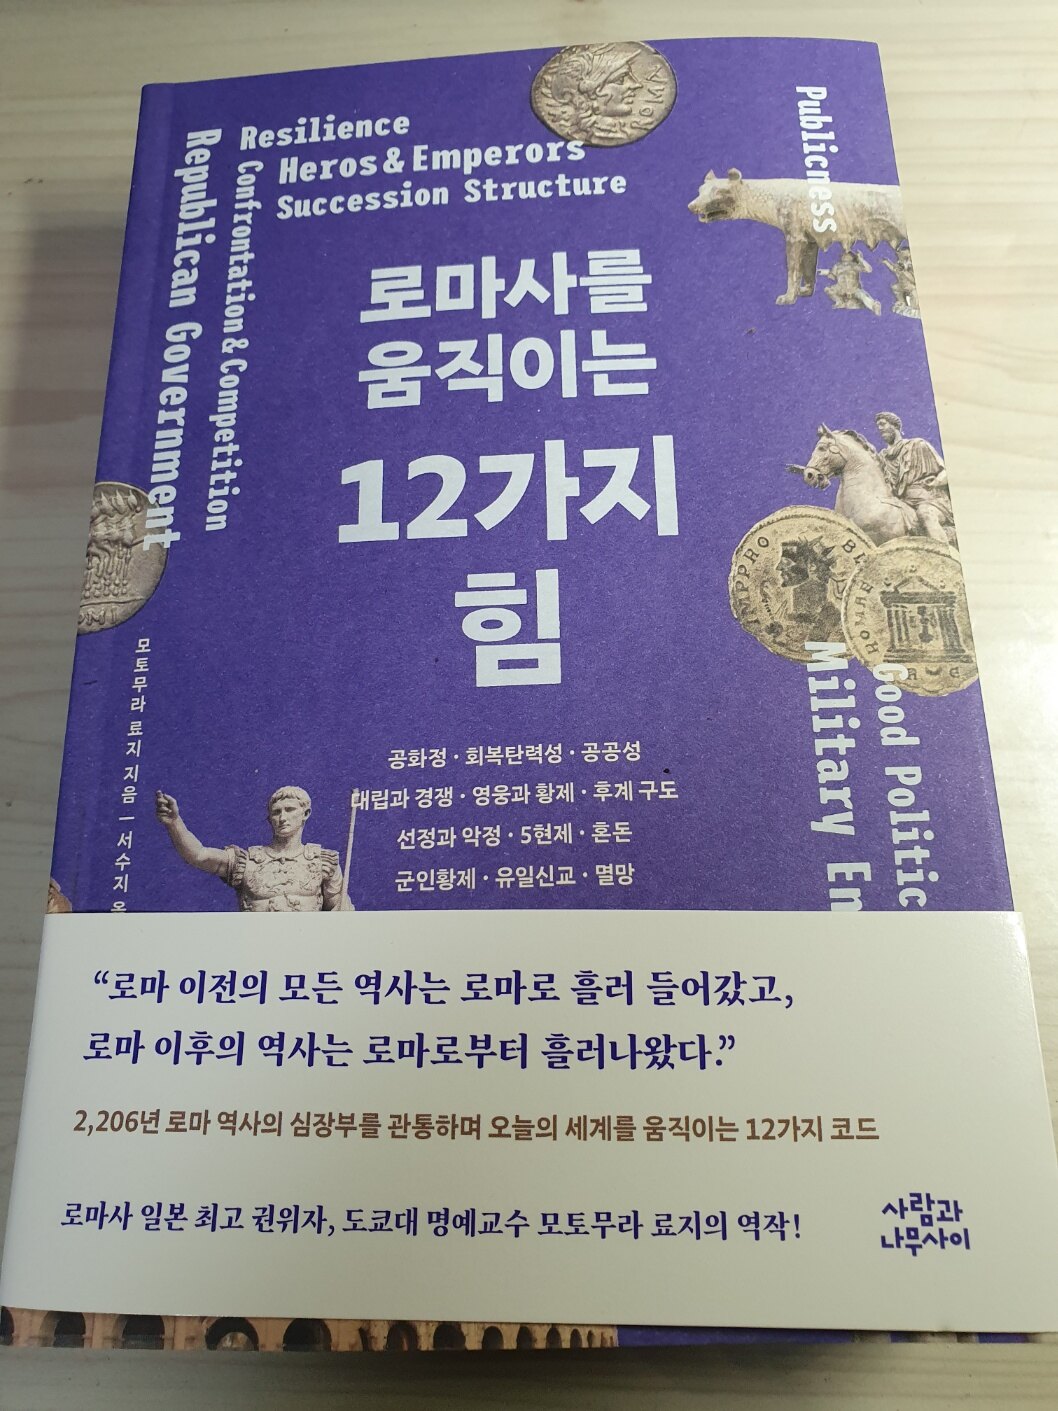 Resilience
Heros & Emperors
Succession Structure
Confrontation & Competition
Republican Government
Publicness
로마사를
움직이는
12가지
힘
Good Politic
Military Em
모토무라 료지 지음 | 서수지 옮
공화정 · 회복탄력성 · 공공성
대립과 경쟁 · 영웅과 황제 · 후계 구도
선정과 악정 · 5현제 · 혼돈
군인황제 · 유일신교 · 멸망
“로마 이전의 모든 역사는 로마로 흘러 들어갔고,
로마 이후의 역사는 로마로부터 흘러나왔다.”
2,206년 로마 역사의 심장부를 관통하며 오늘의 세계를 움직이는 12가지 코드
로마사 일본 최고 권위자, 도쿄대 명예교수 모토무라 료지의 역작!
사람과
나무사이